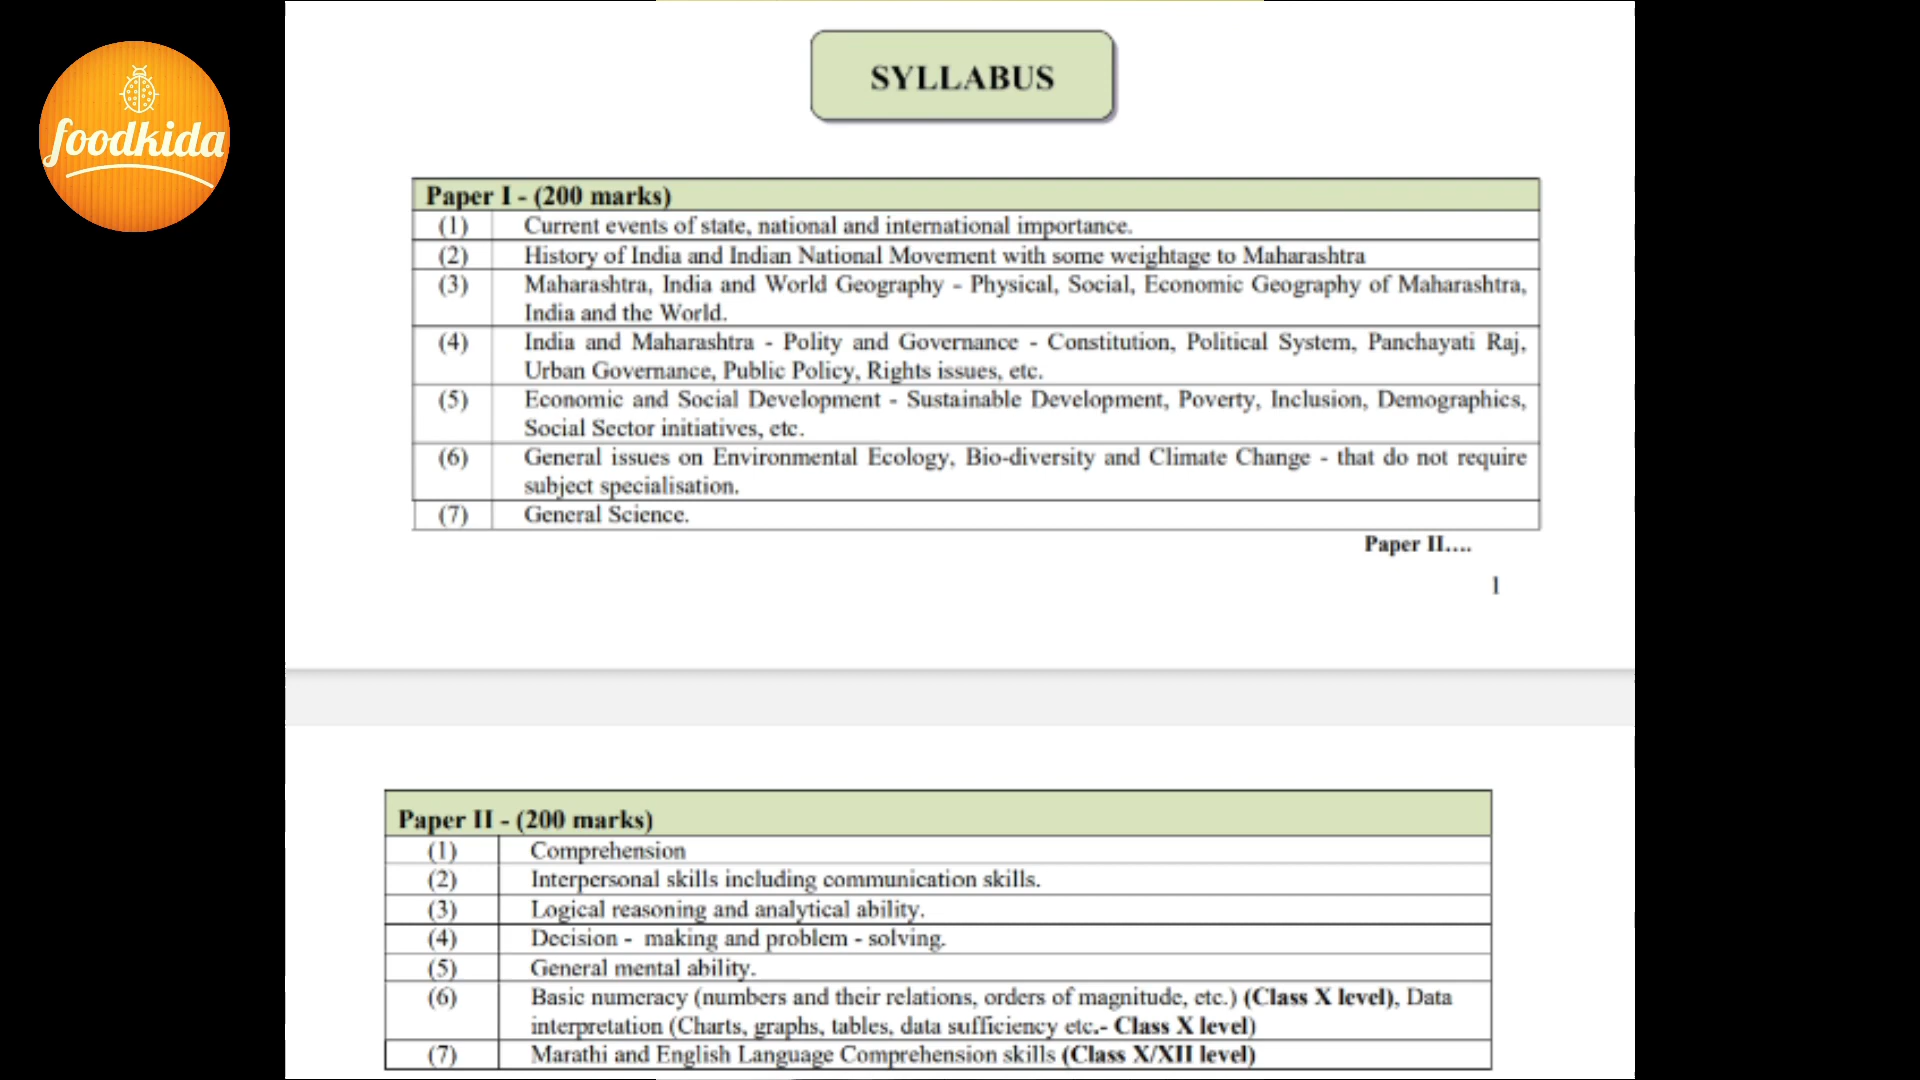 foodkida
SYLLABUS
Paper I - (200 marks)
(1) Current events of state, national and international importance.
(2) History of India and Indian National Movement with some weightage to Maharashtra
(3) Maharashtra, India and World Geography - Physical, Social, Economic Geography of Maharashtra,
India and the World.
(4) India and Maharashtra - Polity and Governance - Constitution, Political System, Panchayati Raj,
Urban Governance, Public Policy, Rights issues, etc.
(5) Economic and Social Development - Sustainable Development, Poverty, Inclusion, Demographics,
Social Sector initiatives, etc.
(6) General issues on Environmental Ecology, Bio-diversity and Climate Change - that do not require
subject specialisation.
(7) General Science.
Paper II....
1
Paper II - (200 marks)
(1) Comprehension
(2) Interpersonal skills including communication skills.
(3) Logical reasoning and analytical ability.
(4) Decision - making and problem - solving.
(5) General mental ability.
(6) Basic numeracy (numbers and their relations, orders of magnitude, etc.) (Class X level), Data
interpretation (Charts, graphs, tables, data sufficiency etc.- Class X level)
(7) Marathi and English Language Comprehension skills (Class X/XII level)